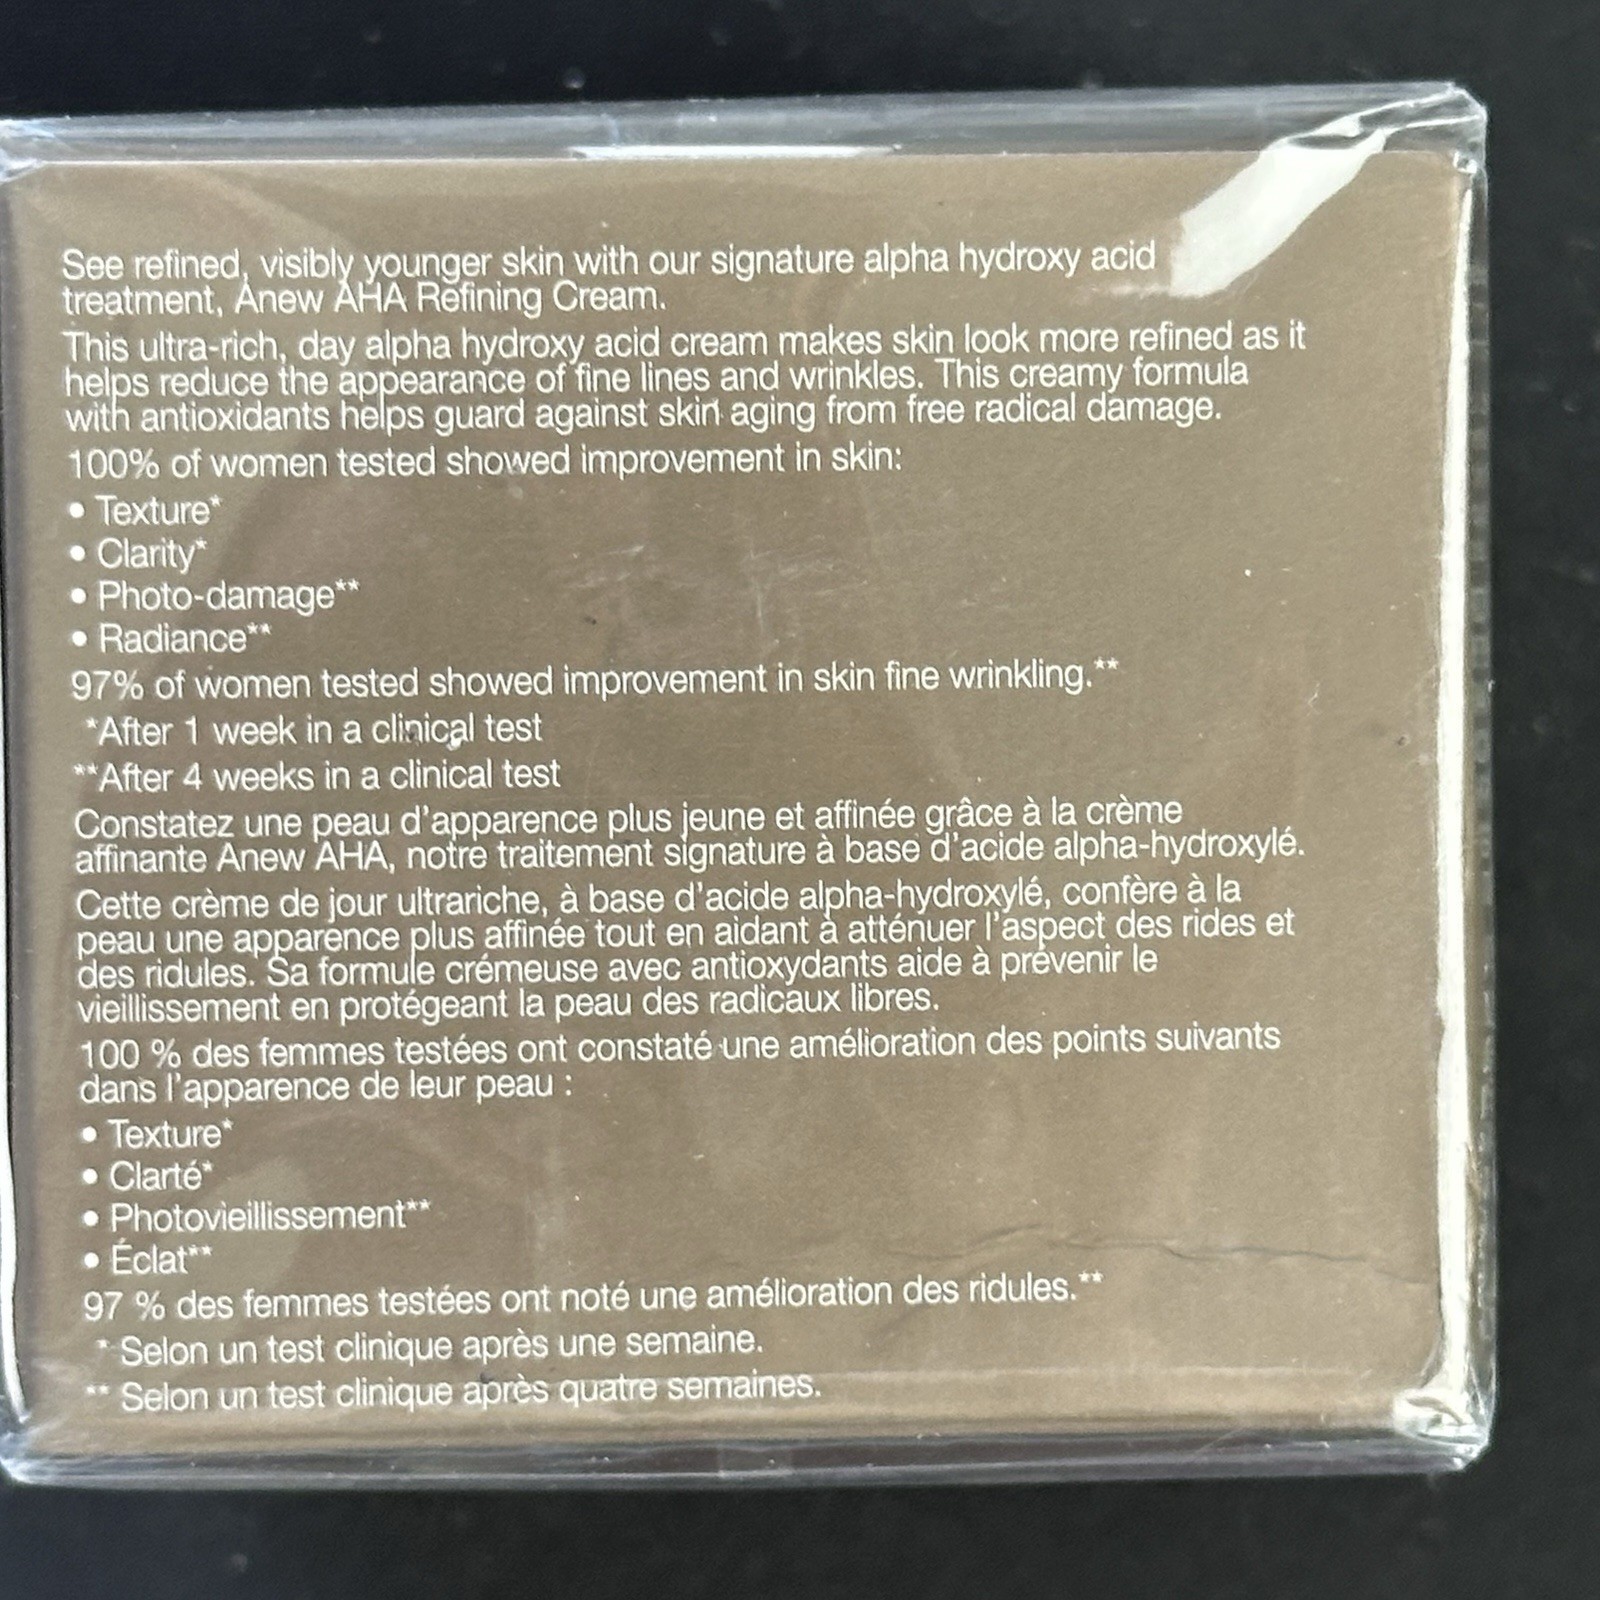 See refined, visibly younger skin with our signature alpha hydroxy acid
treatment, Anew AHA Refining Cream.
This ultra-rich, day alpha hydroxy acid cream makes skin look more refined as it
helps reduce the appearance of fine lines and wrinkles. This creamy formula
with antioxidants helps guard against skin aging from free radical damage.
100% of women tested showed improvement in skin:
• Texture*
• Clarity*
• Photo-damage**
• Radiance**
97% of women tested showed improvement in skin fine wrinkling.**
*After 1 week in a clinical test
**After 4 weeks in a clinical test
Constatez une peau d'apparence plus jeune et affinée grâce à la crème
affinante Anew AHA, notre traitement signature à base d'acide alpha-hydroxylé.
Cette crème de jour ultrariche, à base d'acide alpha-hydroxylé, confère à la
peau une apparence plus affinée tout en aidant à atténuer l'aspect des rides et
des ridules. Sa formule crémeuse avec antioxydants aide à prévenir le
vieillissement en protégeant la peau des radicaux libres.
100 % des femmes testées ont constaté une amélioration des points suivants
dans l'apparence de leur peau :
• Texture*
• Clarté*
• Photovieillissement**
• Éclat**
97 % des femmes testées ont noté une amélioration des ridules.**
* Selon un test clinique après une semaine.
** Selon un test clinique après quatre semaines.